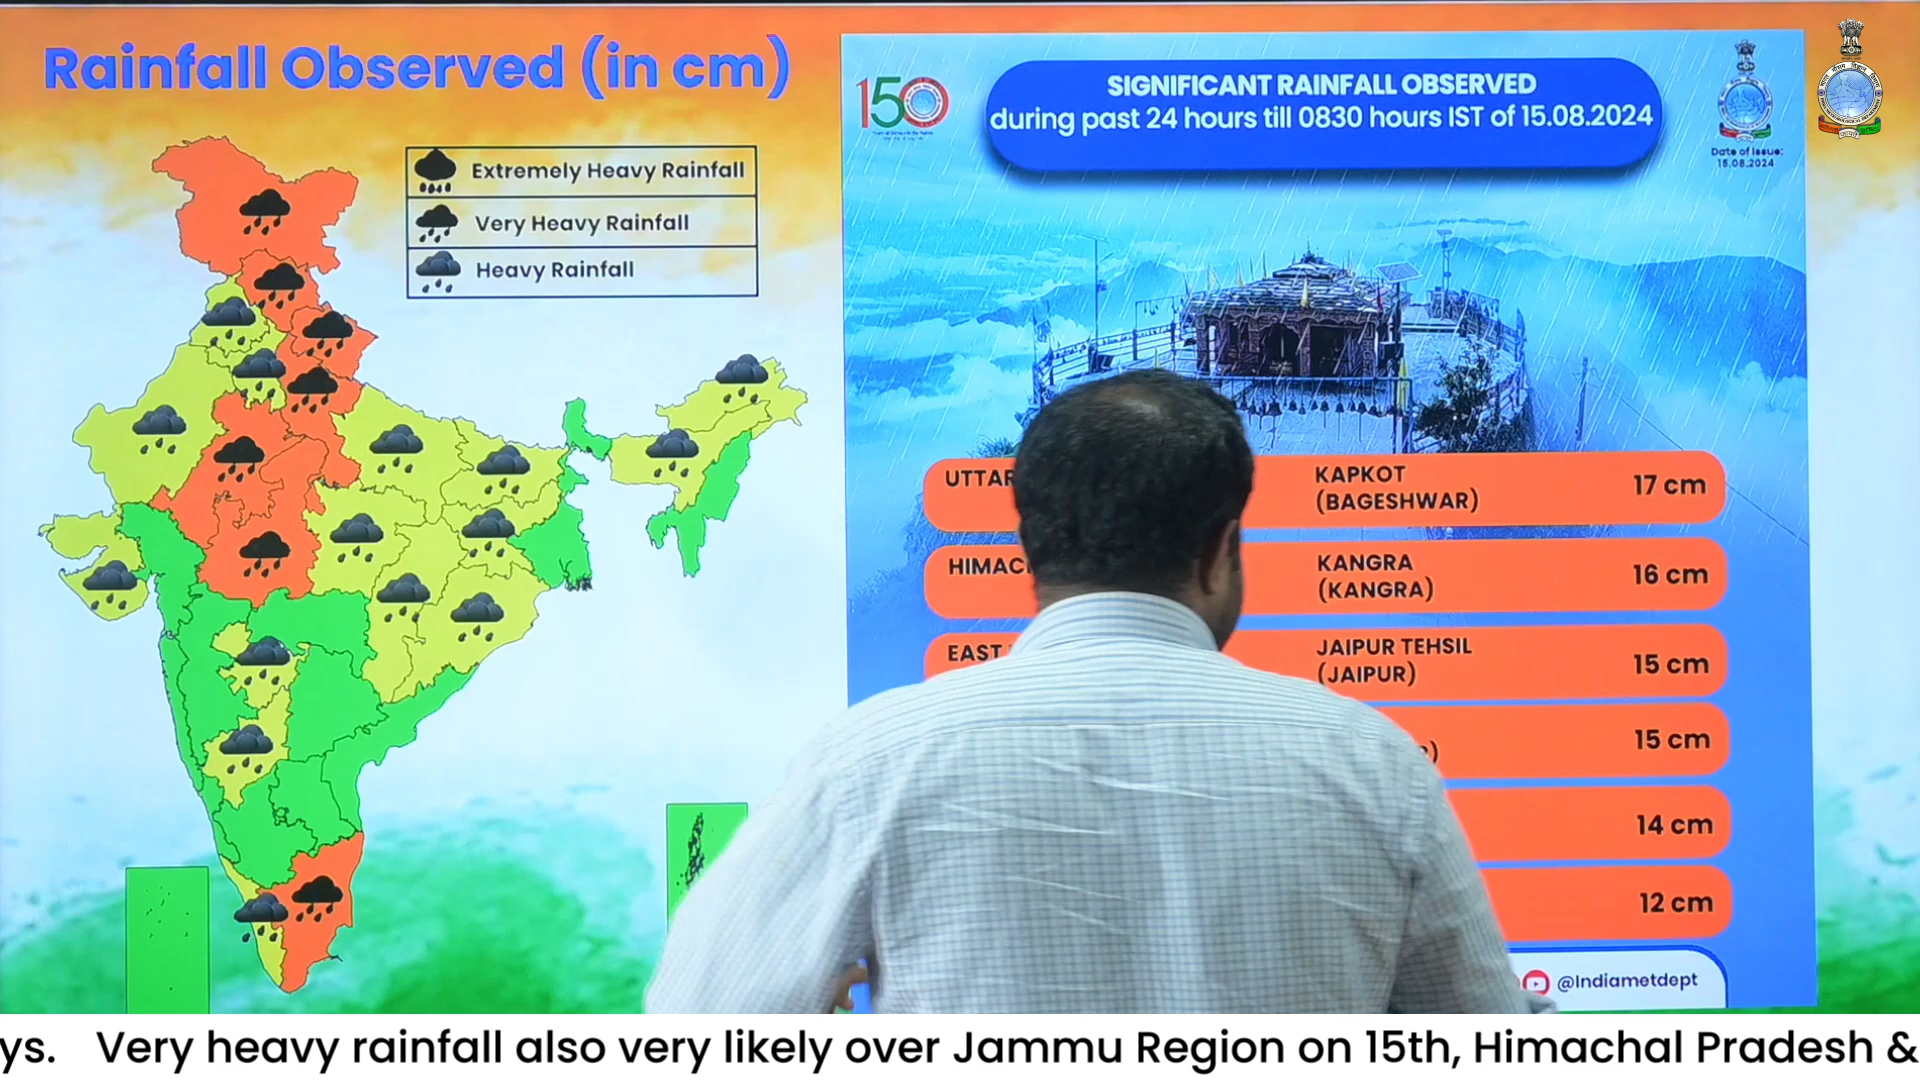 Rainfall Observed (in cm)
Extremely Heavy Rainfall
Very Heavy Rainfall
Heavy Rainfall
150
SIGNIFICANT RAINFALL OBSERVED
during past 24 hours till 0830 hours IST of 15.08.2024
Date of Issue:
15.08.2024
UTTAR
KAPKOT
(BAGESHWAR)
17 cm
HIMAC
KANGRA
(KANGRA)
16 cm
EAST
JAIPUR TEHSIL
(JAIPUR)
15 cm
15 cm
14 cm
12 cm
@Indiametdept
ys. Very heavy rainfall also very likely over Jammu Region on 15th, Himachal Pradesh &